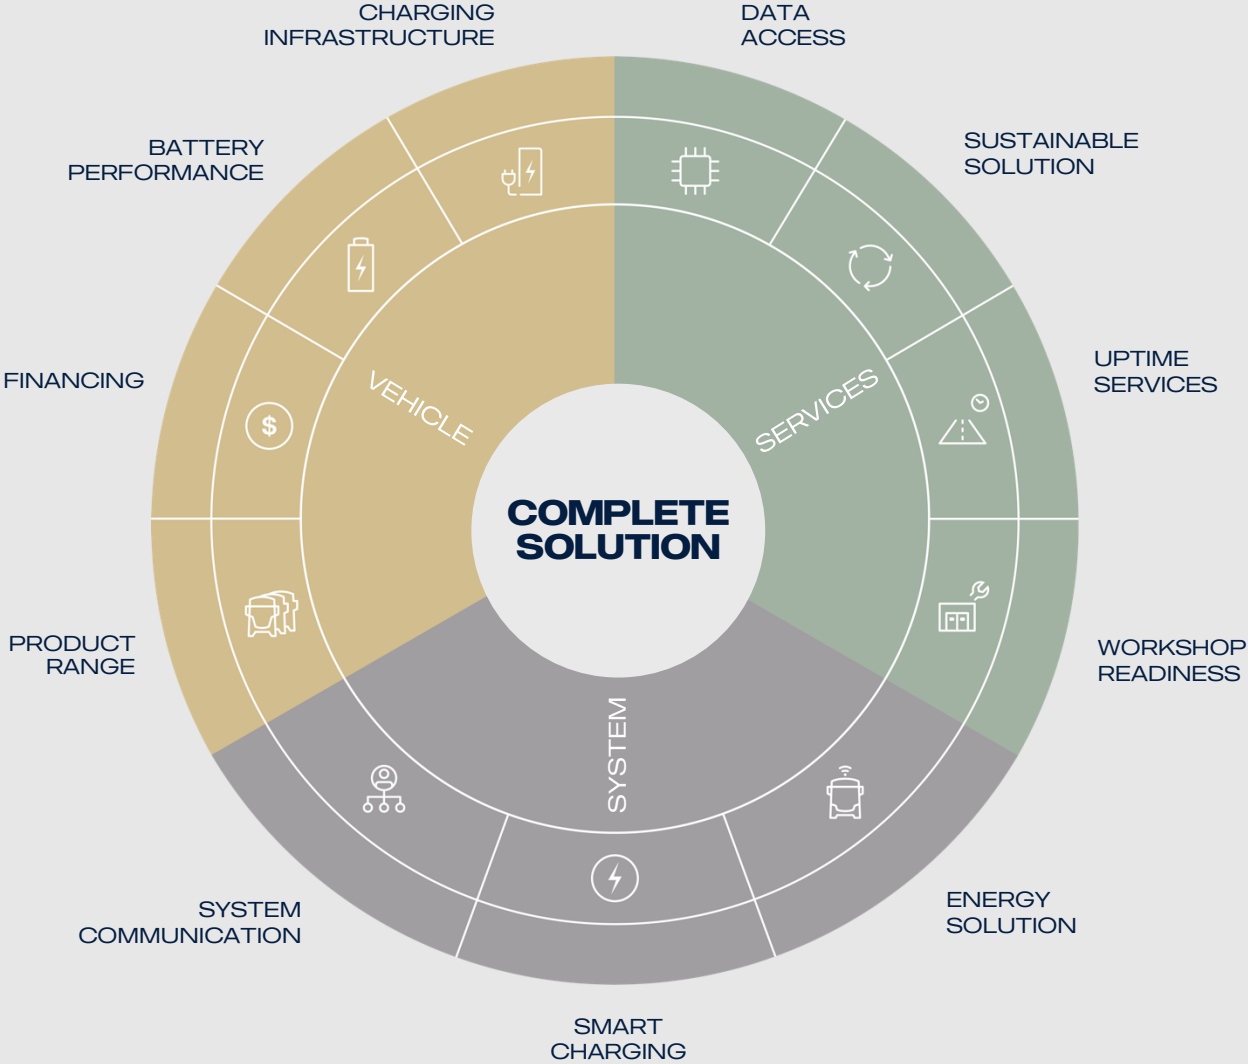 CHARGING
INFRASTRUCTURE
DATA
ACCESS
SUSTAINABLE
SOLUTION
BATTERY
PERFORMANCE
UPTIME
SERVICES
FINANCING
VEHICLE
SERVICES
$
COMPLETE
SOLUTION
PRODUCT
RANGE
WORKSHOP
READINESS
SYSTEM
SYSTEM
COMMUNICATION
ENERGY
SOLUTION
SMART
CHARGING